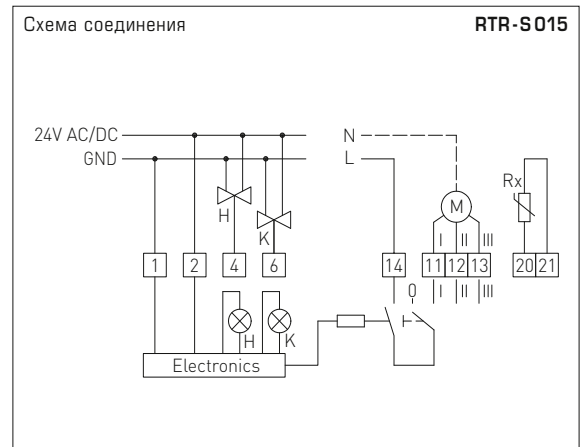 Схема соединения RTR-S015
24V AC/DC
GND
N
L
H
K
M
Rx
I II III
1 2 4 6 14 11 12 13 20 21
0
I II III
H
K
Electronics